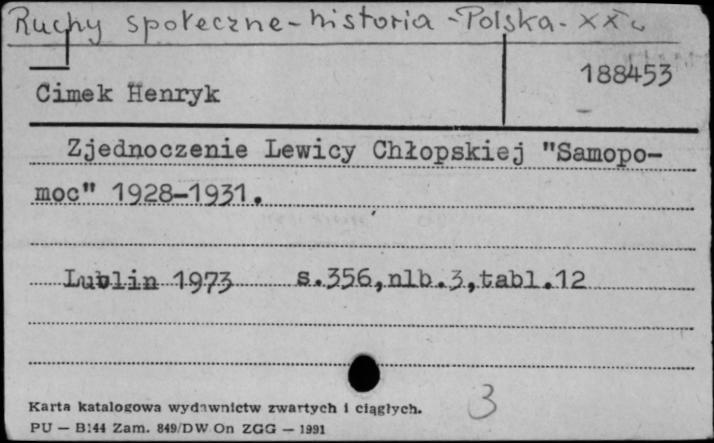 Ruchy społeczne - historia - Polska - XX w
188453
Cimek Henryk
Zjednoczenie Lewicy Chłopskiej "Samopo-
moc" 1928-1931.
Lublin 1973 s.356,nlb.3,tabl.12
3
Karta katalogowa wydawnictw zwartych i ciągłych.
PU — B144 Zam. 849/DW On ZGG — 1991